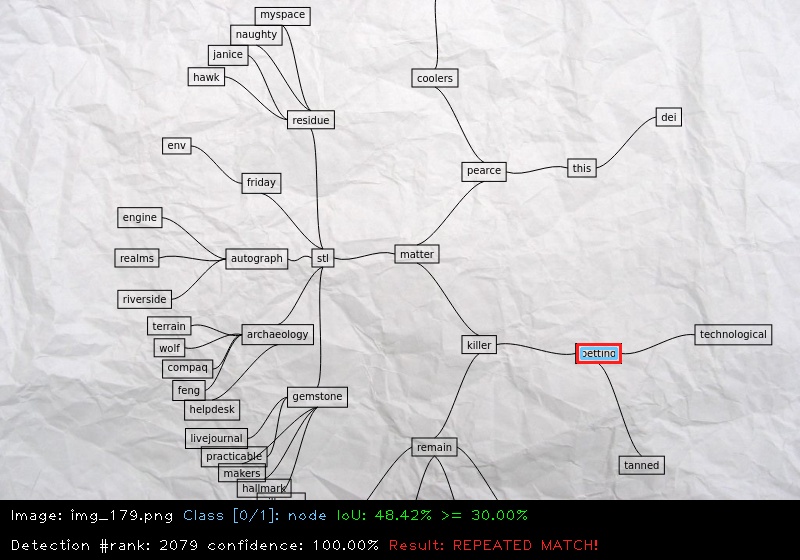 myspace
naughty
janice
hawk
coolers
residue
dei
env
pearce
this
friday
engine
autograph
stl
matter
realms
riverside
terrain
archaeology
technological
wolf
killer
compaq
feng
gemstone
helpdesk
livejournal
remain
practicable
tanned
makers
hallmark
Image: img_179.png Class [0/1]: node IoU: 48.42% >= 30.00%
Detection #rank: 2079 confidence: 100.00% Result: REPEATED MATCH!